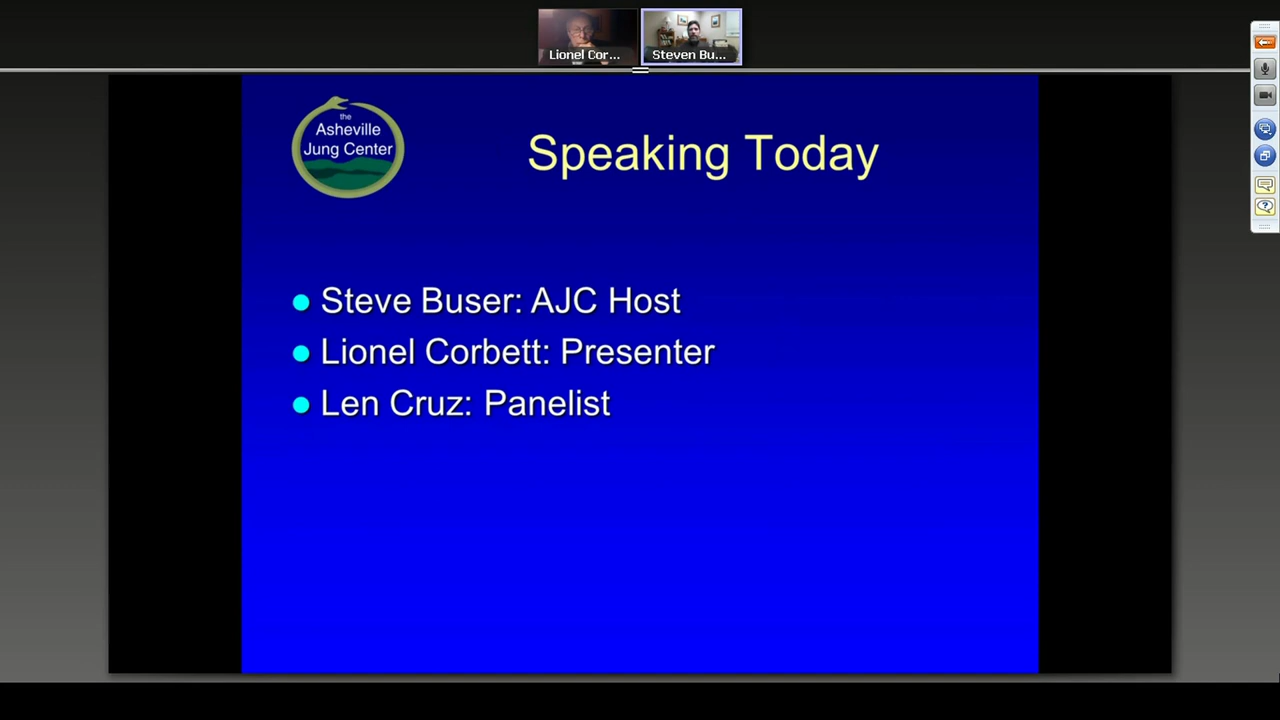 Lionel Cor...
Steven Bu...
the
Asheville
Jung Center
Speaking Today
Steve Buser: AJC Host
Lionel Corbett: Presenter
Len Cruz: Panelist
?